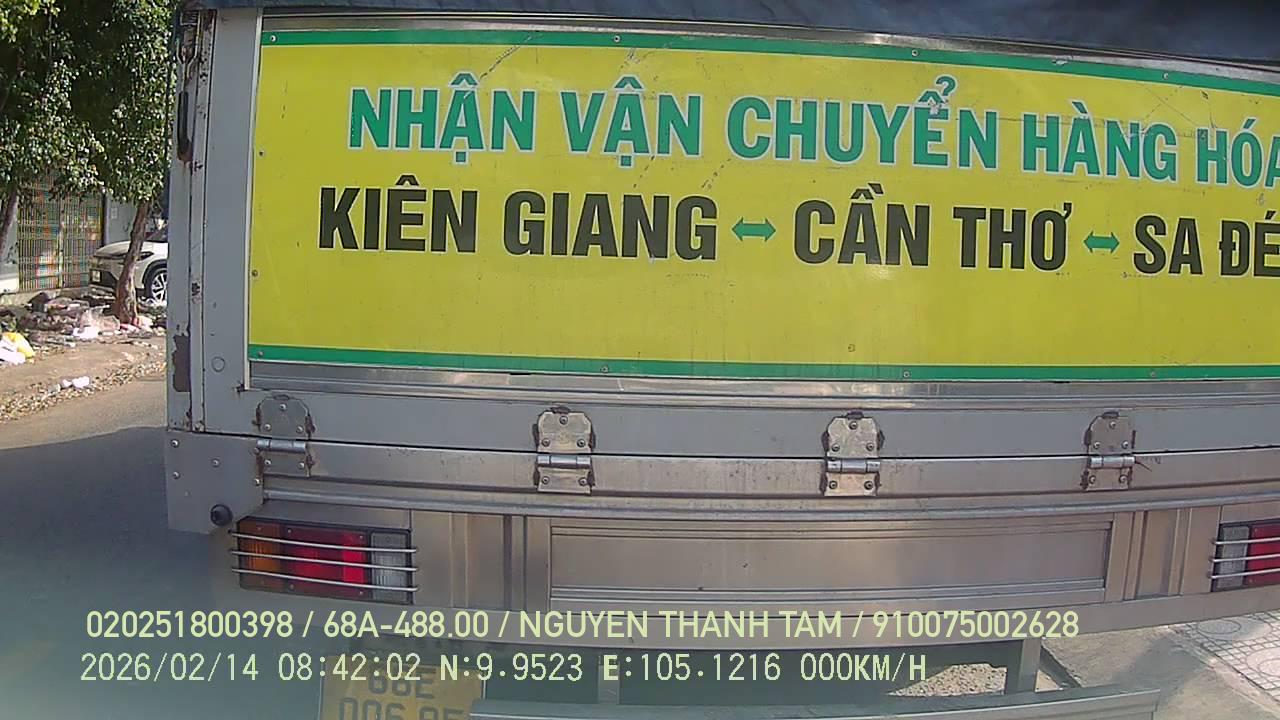 NHẬN VẬN CHUYỂN HÀNG HÓA
KIÊN GIANG ↔ CẦN THƠ ↔ SA ĐÉ
020251800398 / 68A-488.00 / NGUYEN THANH TAM / 910075002628
2026/02/14 08:42:02 N:9.9523 E:105.1216 000KM/H
68E